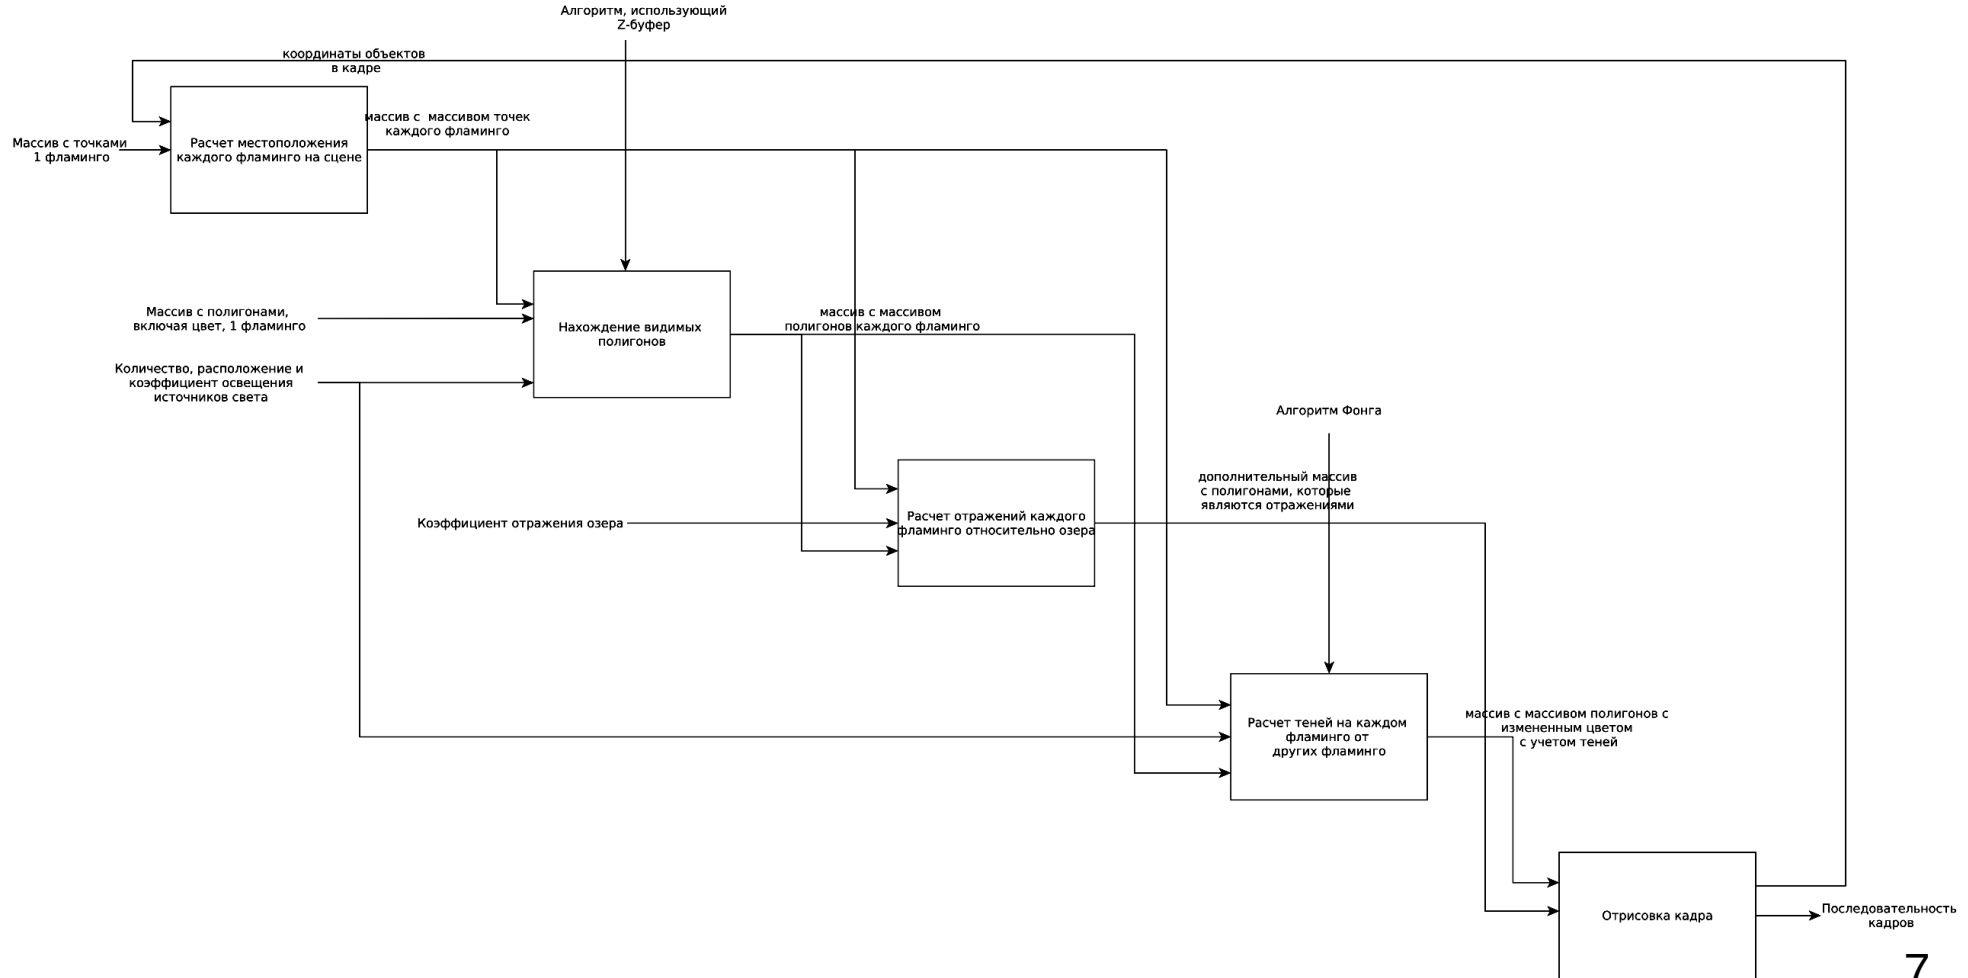 Алгоритм, использующий
Z-буфер
координаты объектов
в кадре
массив с массивом точек
каждого фламинго
Массив с точками
1 фламинго
Расчет местоположения
каждого фламинго на сцене
Массив с полигонами,
включая цвет, 1 фламинго
Нахождение видимых
полигонов
массив с массивом
полигонов каждого фламинго
Количество, расположение и
коэффициент освещения
источников света
Алгоритм Фонга
дополнительный массив
с полигонами, которые
являются отражениями
Коэффициент отражения озера
Расчет отражений каждого
фламинго относительно озера
Расчет теней на каждом
фламинго от
других фламинго
массив с массивом полигонов с
измененным цветом
с учетом теней
Отрисовка кадра
Последовательность
кадров
7